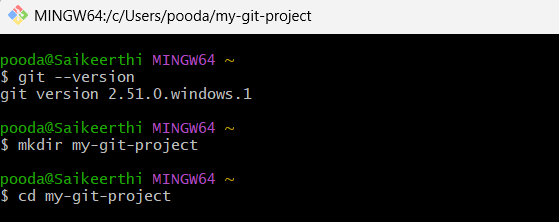 MINGW64:/c/Users/pooda/my-git-project
pooda@Saikeerthi MINGW64 ~
$ git --version
git version 2.51.0.windows.1
pooda@Saikeerthi MINGW64 ~
$ mkdir my-git-project
pooda@Saikeerthi MINGW64 ~
$ cd my-git-project